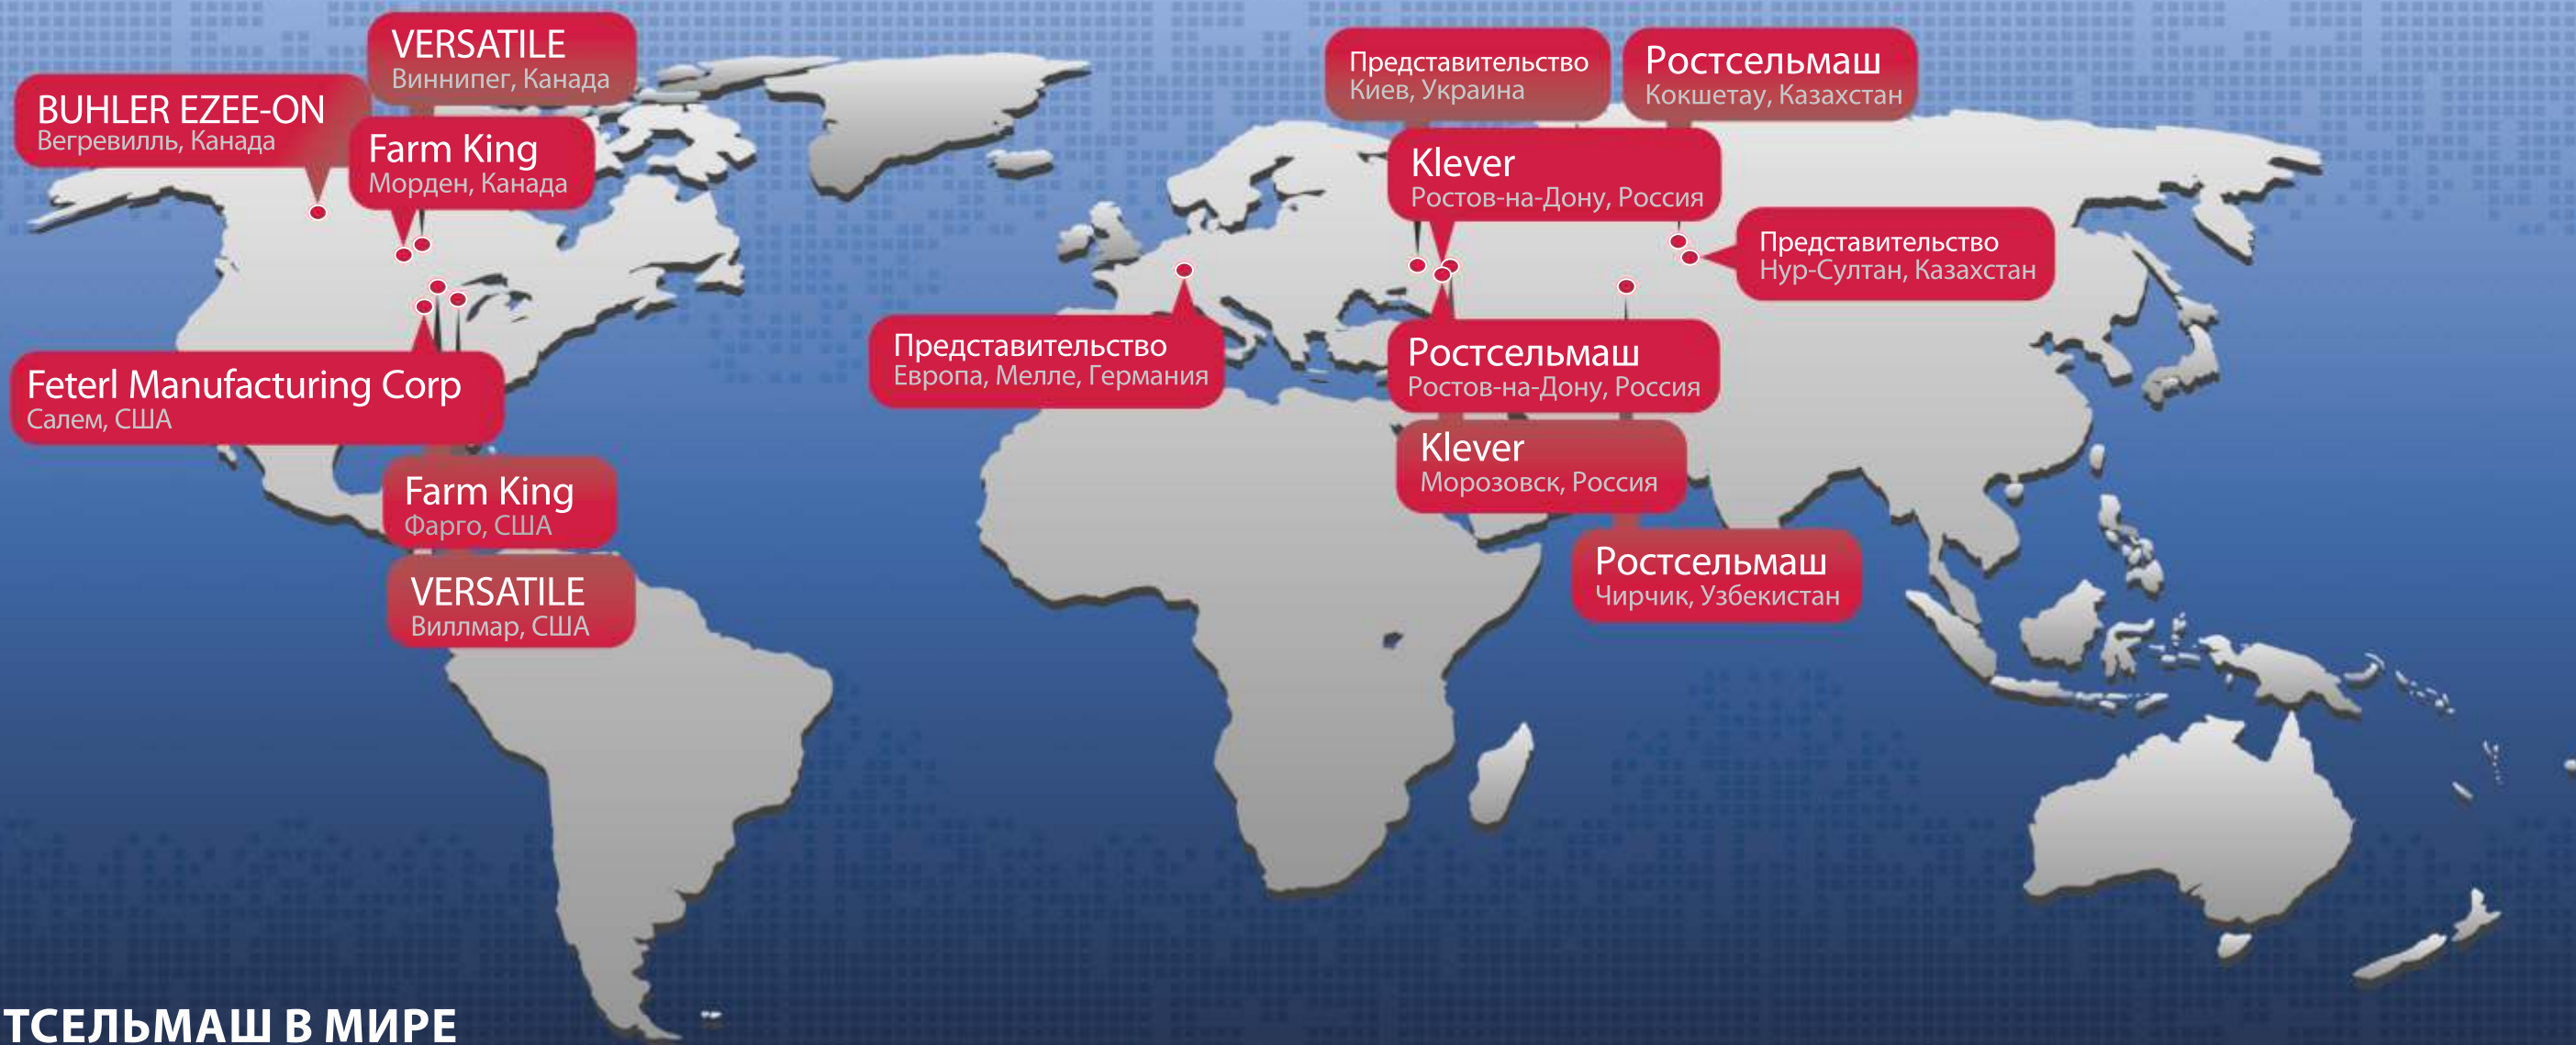 VERSATILE
Виннипег, Канада
BUHLER EZEE-ON
Вегревилль, Канада
Farm King
Морден, Канада
Feterl Manufacturing Corp
Салем, США
Farm King
Фарго, США
VERSATILE
Виллмар, США
Представительство
Европа, Мелле, Германия
Представительство
Киев, Украина
Ростсельмаш
Кокшетау, Казахстан
Klever
Ростов-на-Дону, Россия
Представительство
Нур-Султан, Казахстан
Ростсельмаш
Ростов-на-Дону, Россия
Klever
Морозовск, Россия
Ростсельмаш
Чирчик, Узбекистан
ТСЕЛЬМАШ В МИРЕ